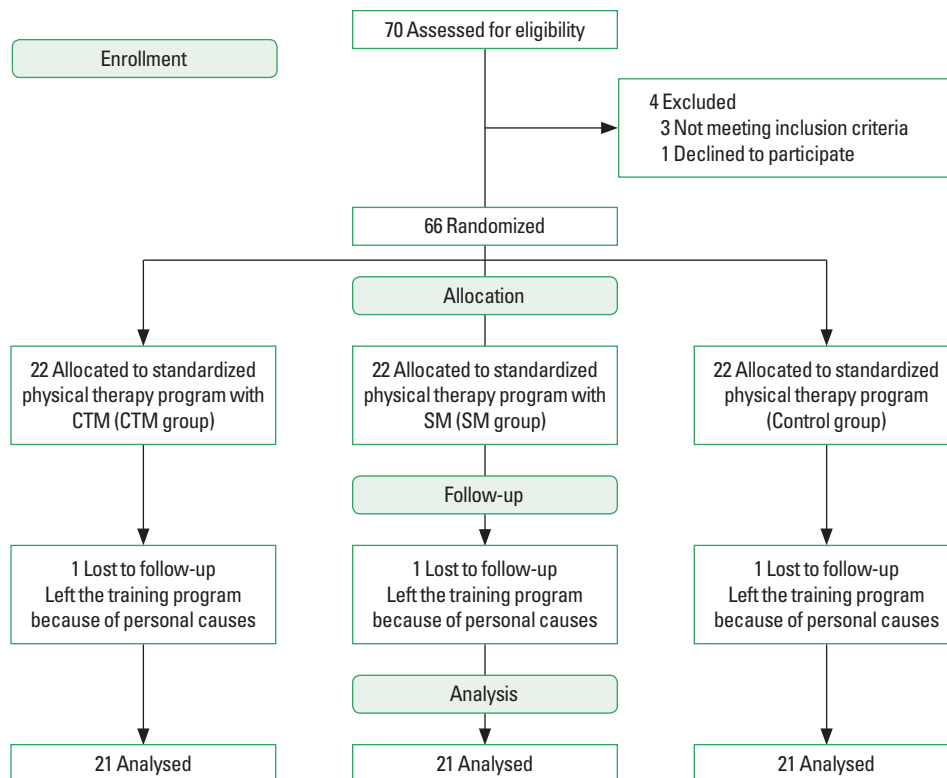 70 Assessed for eligibility
Enrollment
4 Excluded
3 Not meeting inclusion criteria
1 Declined to participate
66 Randomized
Allocation
22 Allocated to standardized
physical therapy program with
CTM (CTM group)
22 Allocated to standardized
physical therapy program with
SM (SM group)
22 Allocated to standardized
physical therapy program
(Control group)
Follow-up
1 Lost to follow-up
Left the training program
because of personal causes
1 Lost to follow-up
Left the training program
because of personal causes
1 Lost to follow-up
Left the training program
because of personal causes
Analysis
21 Analysed
21 Analysed
21 Analysed